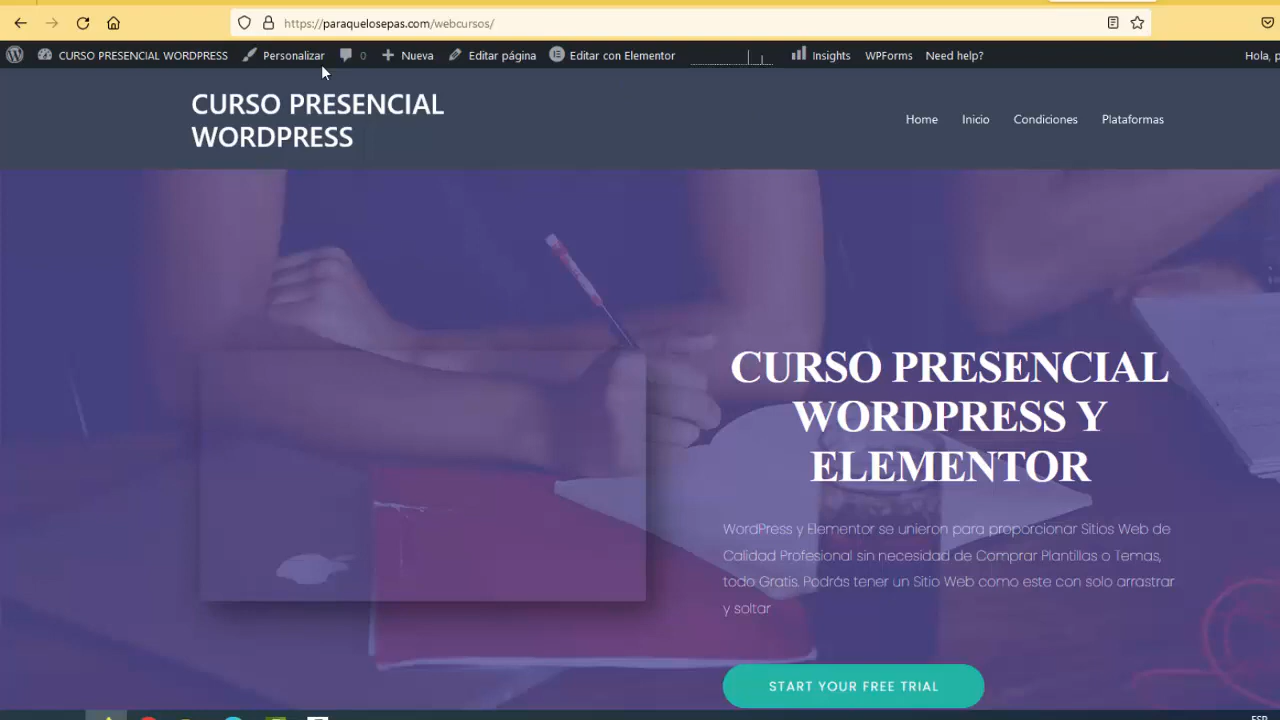 https://paraquelosepas.com/webcursos/
CURSO PRESENCIAL WORDPRESS Personalizar 0 Nueva Editar página Editar con Elementor Insights WPForms Need help? Hola, p
CURSO PRESENCIAL
WORDPRESS
Home Inicio Condiciones Plataformas
CURSO PRESENCIAL
WORDPRESS Y
ELEMENTOR
WordPress y Elementor se unieron para proporcionar Sitios Web de
Calidad Profesional sin necesidad de Comprar Plantillas o Temas,
todo Gratis. Podrás tener un Sitio Web como este con solo arrastrar
y soltar
START YOUR FREE TRIAL
ESP